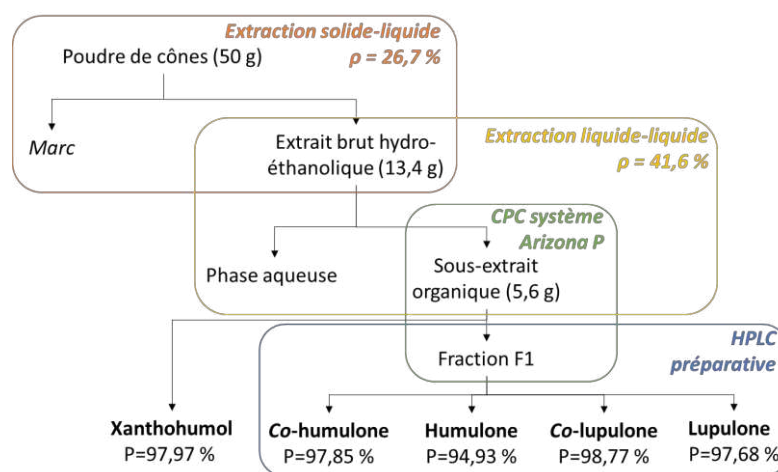 Extraction solide-liquide
ρ = 26,7 %
Poudre de cônes (50 g)
Marc
Extrait brut hydro-
éthanolique (13,4 g)
Extraction liquide-liquide
ρ = 41,6 %
CPC système
Arizona P
Phase aqueuse
Sous-extrait
organique (5,6 g)
HPLC
préparative
Fraction F1
Xanthohumol
P=97,97 %
Co-humulone
P=97,85 %
Humulone
P=94,93 %
Co-lupulone
P=98,77 %
Lupulone
P=97,68 %